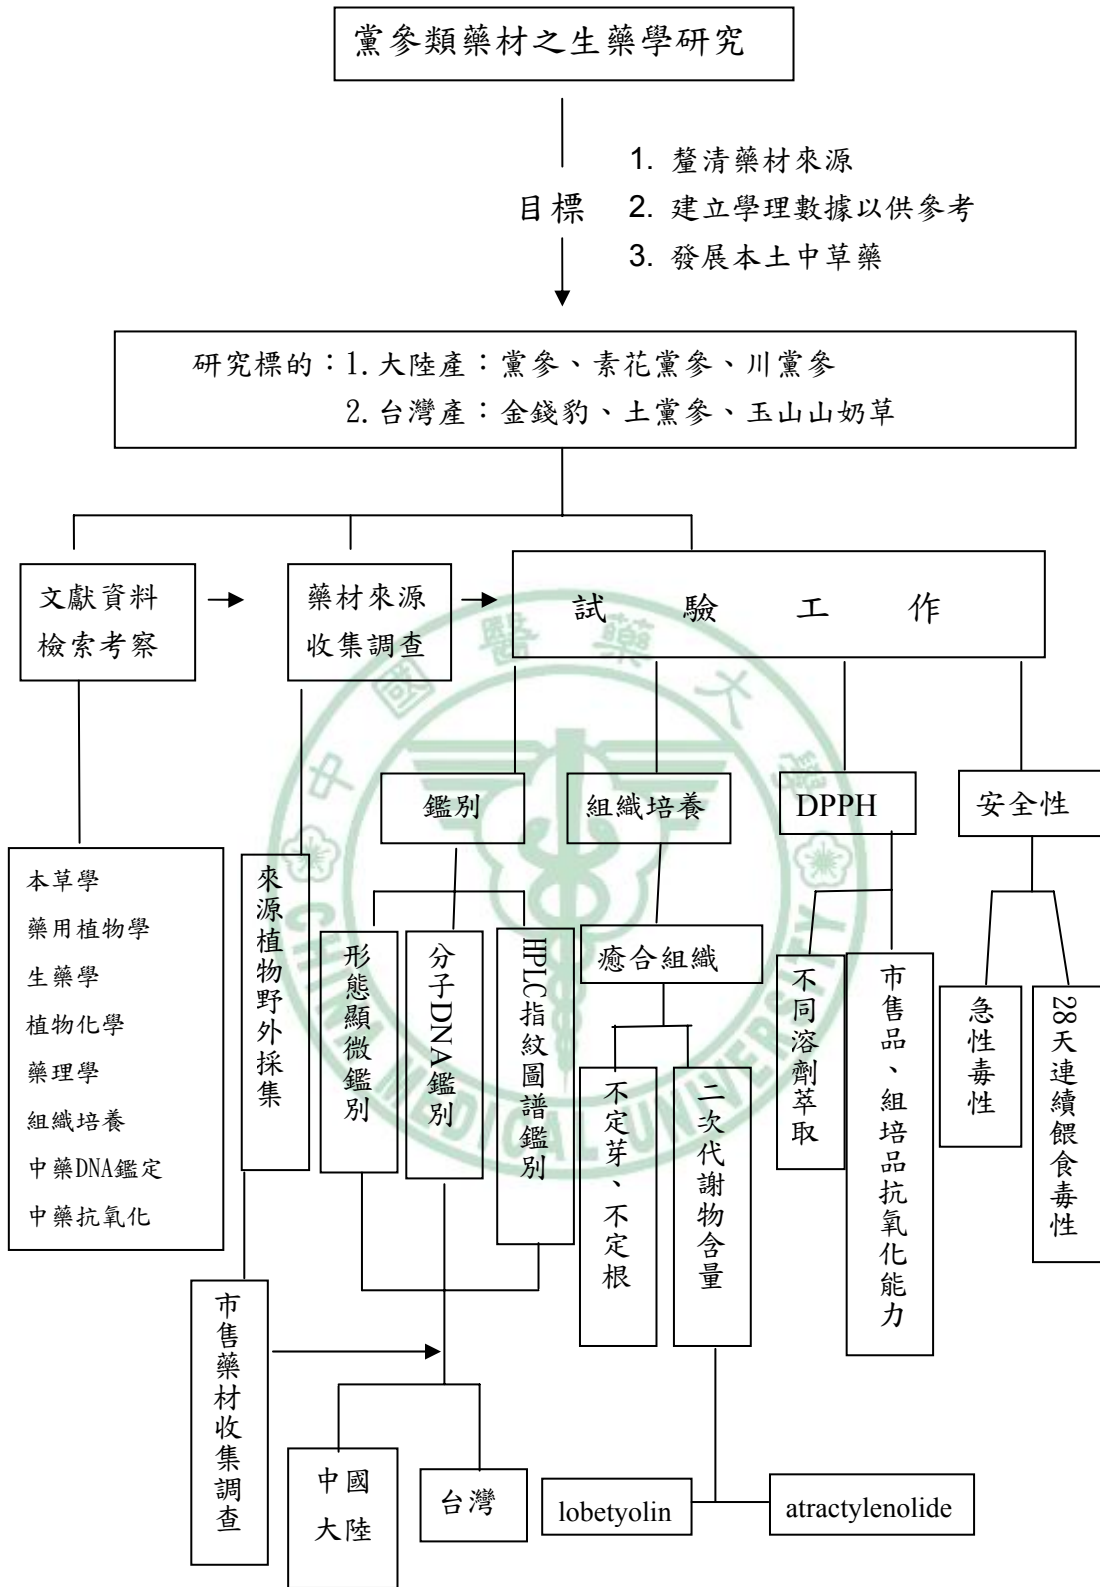 黨參類藥材之生藥學研究
目標
1. 釐清藥材來源
2. 建立學理數據以供參考
3. 發展本土中草藥
研究標的：1. 大陸產：黨參、素花黨參、川黨參
2. 台灣產：金錢豹、土黨參、玉山山奶草
文獻資料
檢索考察
藥材來源
收集調查
試驗工作
鑑別
組織培養
DPPH
安全性
本草學
藥用植物學
生藥學
植物化學
藥理學
組織培養
中藥DNA鑑定
中藥抗氧化
來源植物野外採集
形態顯微鑑別
分子DNA鑑別
HPLC指紋圖譜鑑別
癒合組織
不定芽、不定根
二次代謝物含量
不同溶劑萃取
市售品、組培品抗氧化能力
急性毒性
28天連續餵食毒性
市售藥材收集調查
中國
大陸
台灣
lobetyolin
atractylenolide
中國醫藥大學
CHINA MEDICAL UNIVERSITY